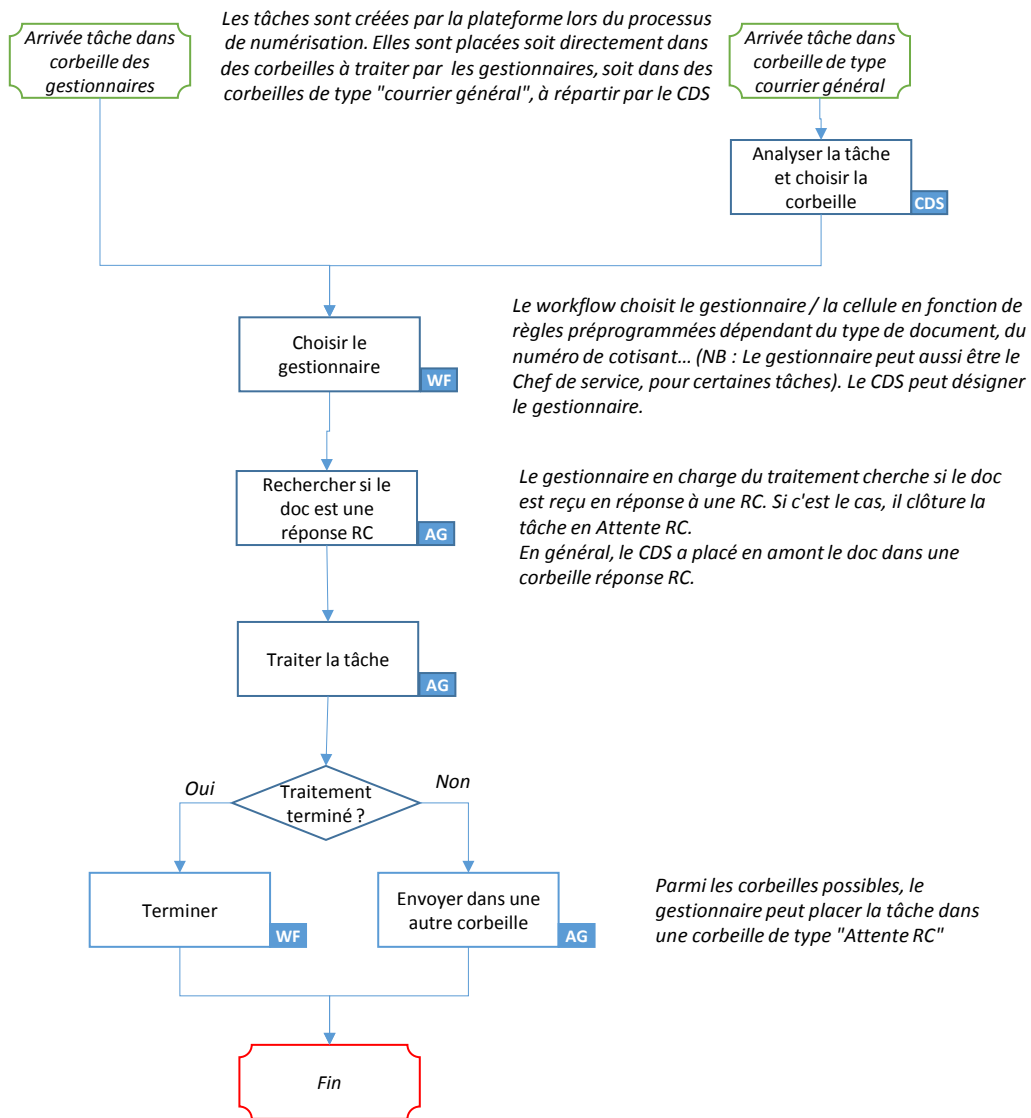 Arrivée tâche dans
corbeille des
gestionnaires
Les tâches sont créées par la plateforme lors du processus
de numérisation. Elles sont placées soit directement dans
des corbeilles à traiter par les gestionnaires, soit dans des
corbeilles de type "courrier général", à répartir par le CDS
Arrivée tâche dans
corbeille de type
courrier général
Analyser la tâche
et choisir la
corbeille
CDS
Choisir le
gestionnaire
WF
Le workflow choisit le gestionnaire / la cellule en fonction de
règles préprogrammées dépendant du type de document, du
numéro de cotisant... (NB : Le gestionnaire peut aussi être le
Chef de service, pour certaines tâches). Le CDS peut désigner
le gestionnaire.
Rechercher si le
doc est une
réponse RC
AG
Le gestionnaire en charge du traitement cherche si le doc
est reçu en réponse à une RC. Si c'est le cas, il clôture la
tâche en Attente RC.
En général, le CDS a placé en amont le doc dans une
corbeille réponse RC.
Traiter la tâche
AG
Oui
Traitement
terminé ?
Non
Terminer
WF
Envoyer dans une
autre corbeille
AG
Parmi les corbeilles possibles, le
gestionnaire peut placer la tâche dans
une corbeille de type "Attente RC"
Fin